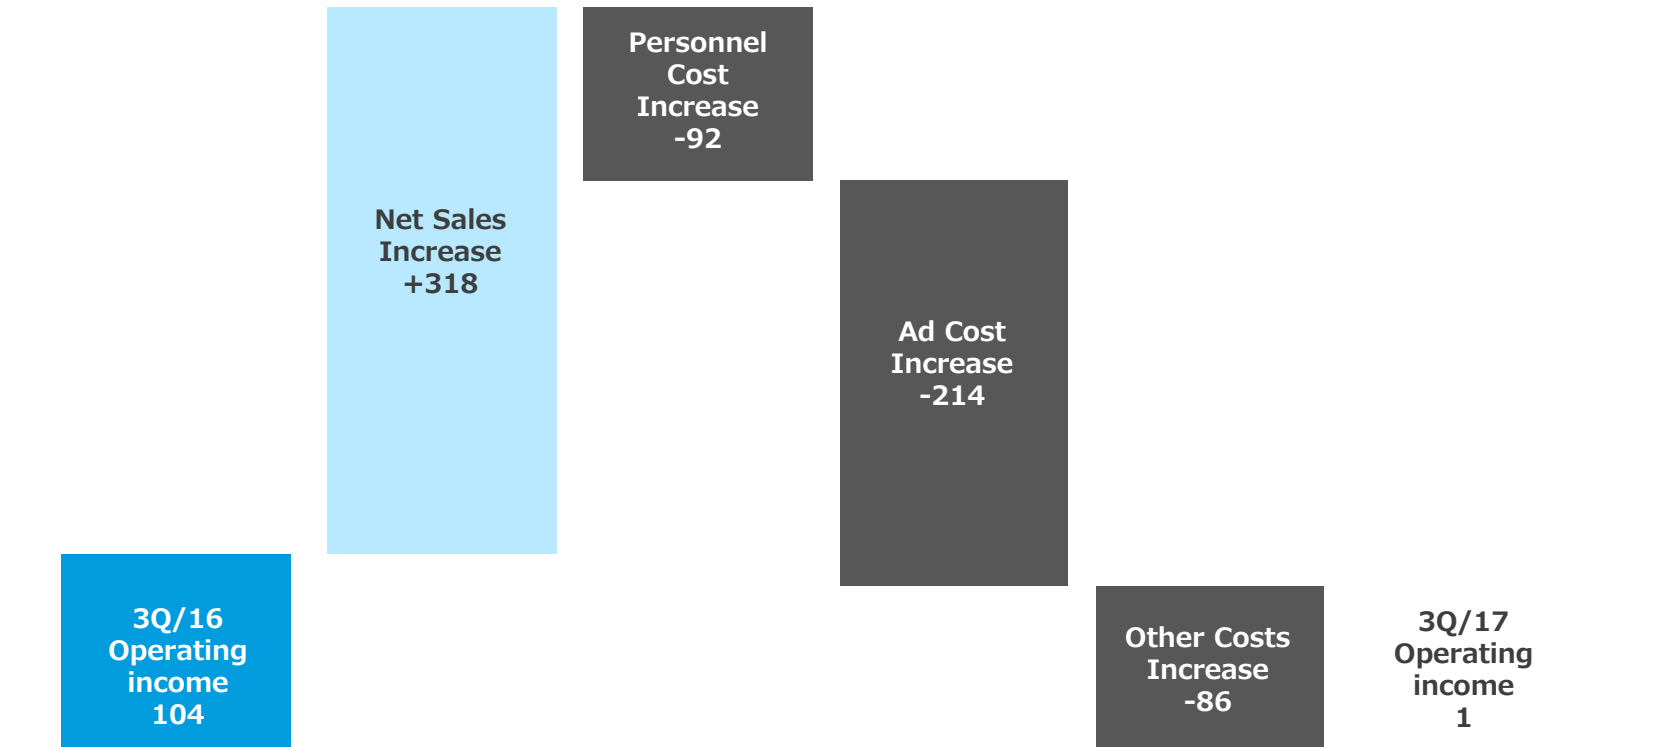 3Q/16
Operating
income
104
Net Sales
Increase
+318
Personnel
Cost
Increase
-92
Ad Cost
Increase
-214
Other Costs
Increase
-86
3Q/17
Operating
income
1